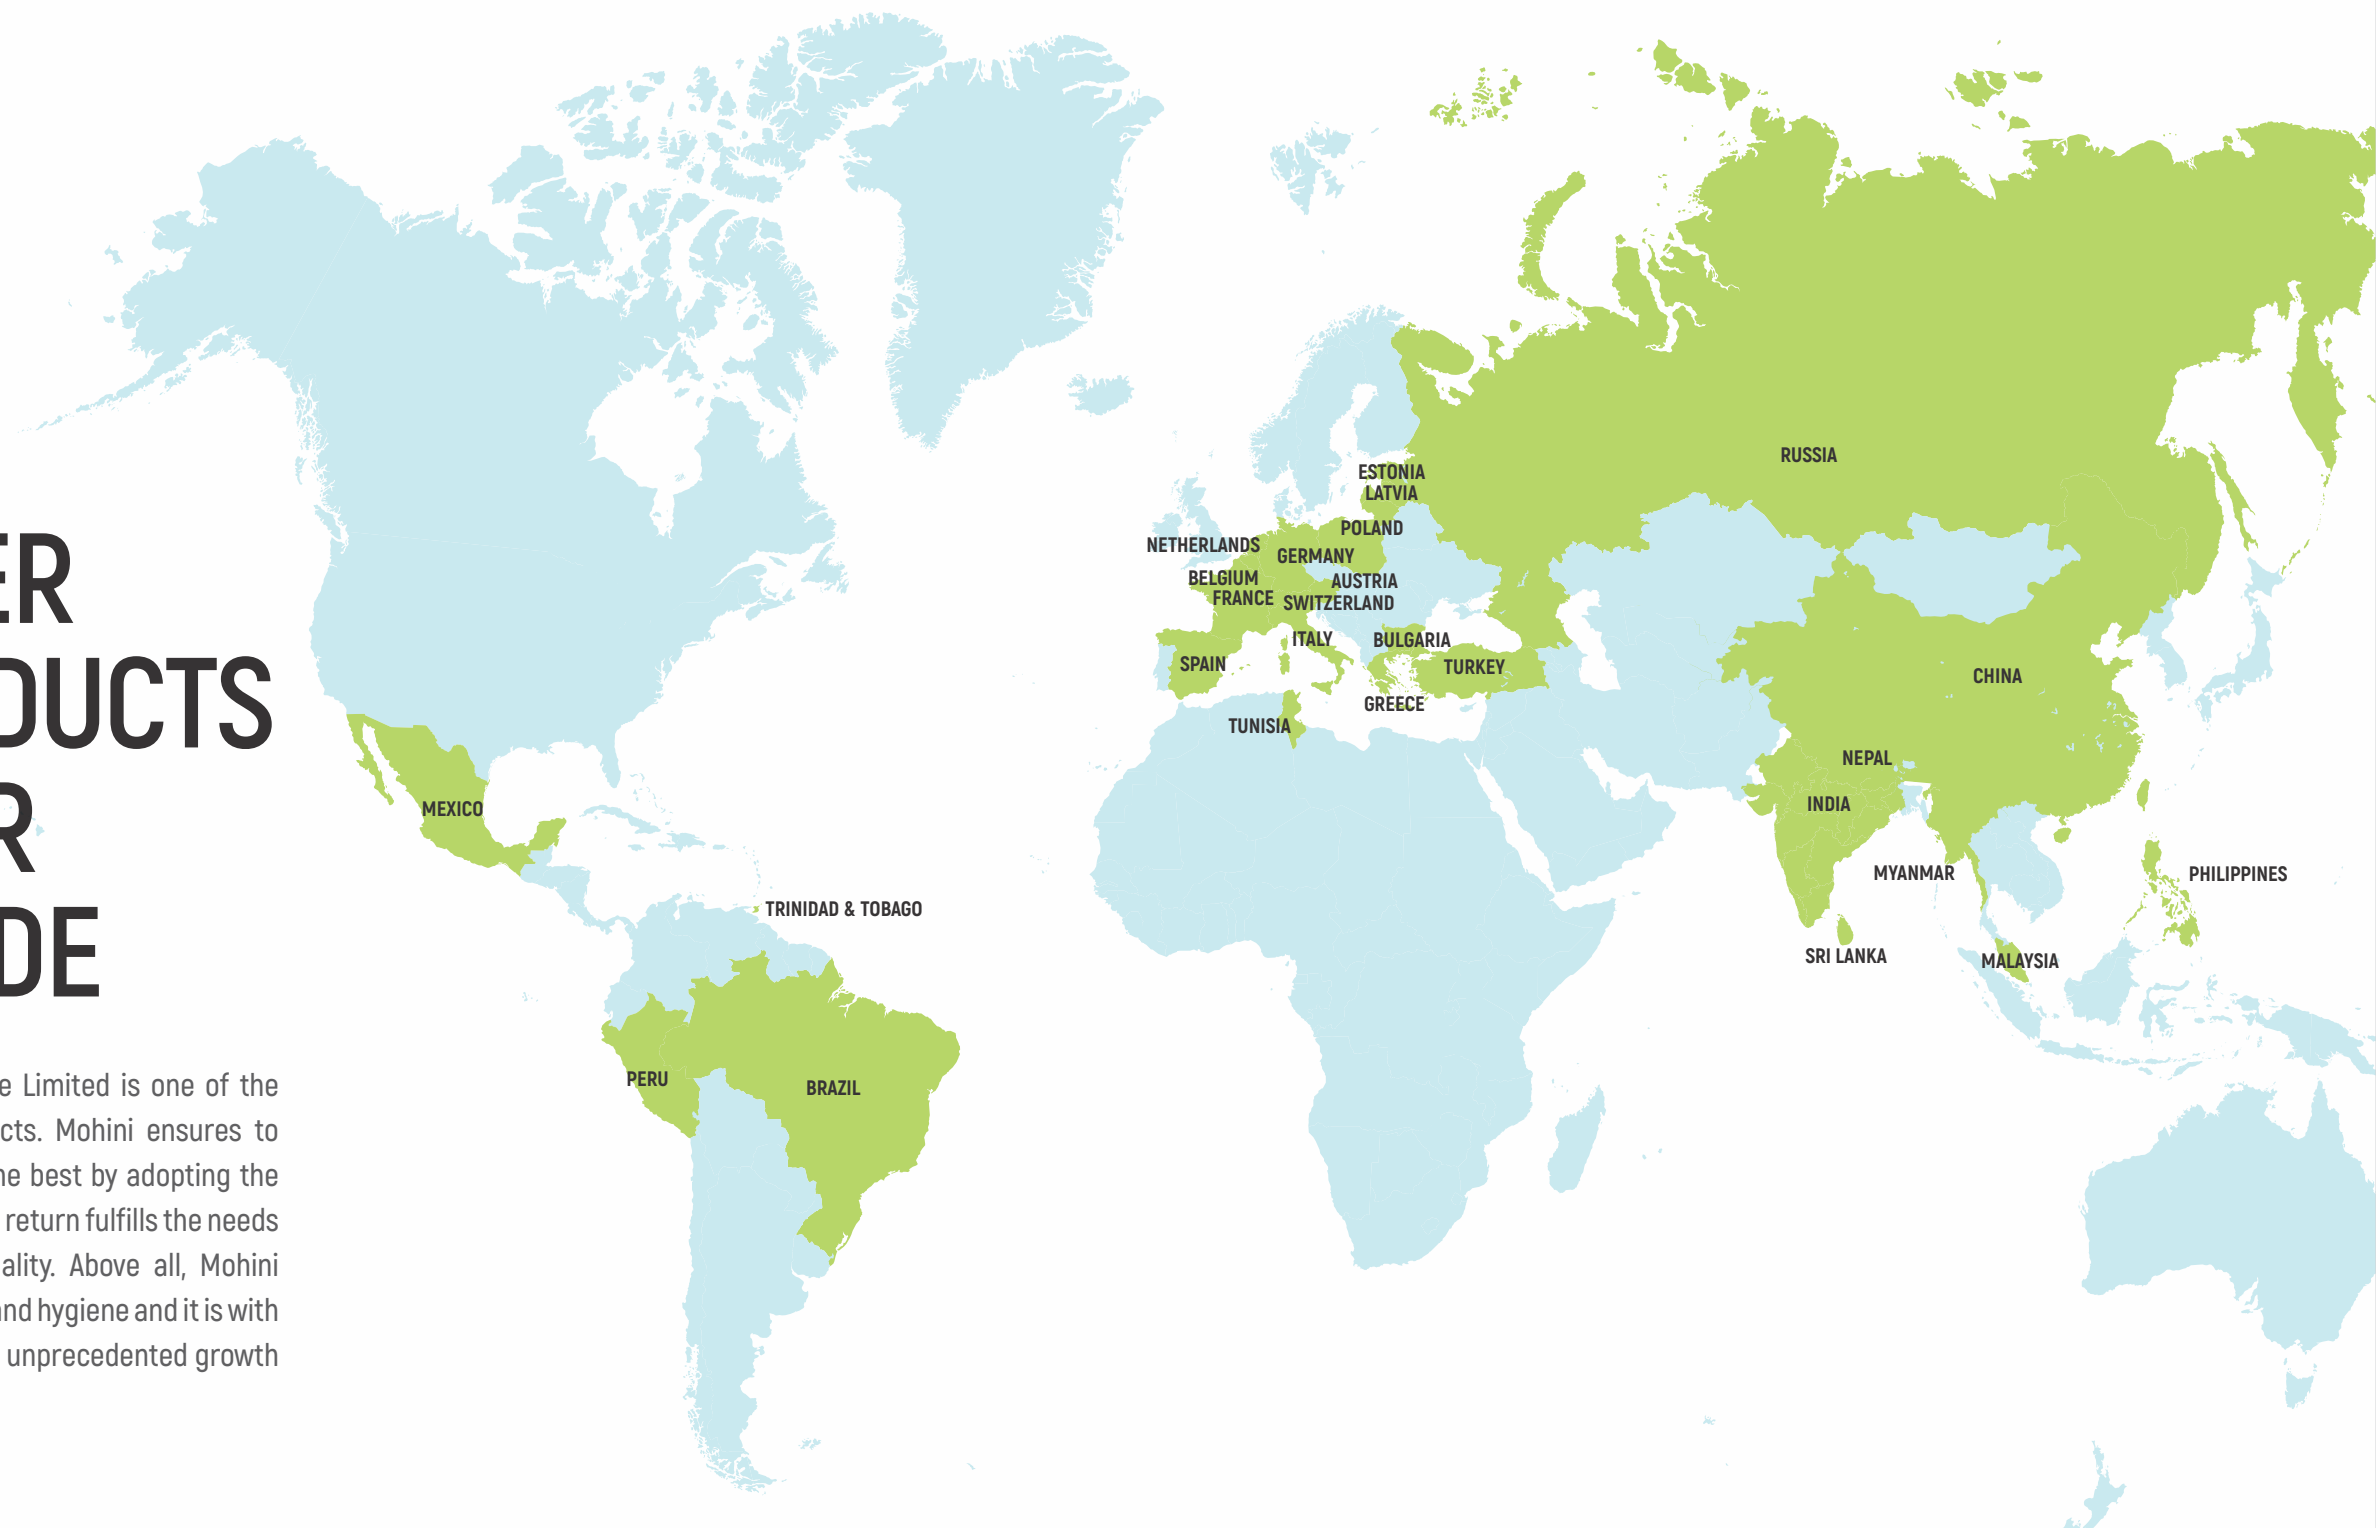 ER
DUCTS
R
DE
e Limited is one of the
cts. Mohini ensures to
he best by adopting the
return fulfills the needs
ality. Above all, Mohini
and hygiene and it is with
unprecedented growth
RUSSIA
ESTONIA
LATVIA
POLAND
NETHERLANDS
GERMANY
BELGIUM
AUSTRIA
FRANCE
SWITZERLAND
ITALY
BULGARIA
SPAIN
TURKEY
GREECE
TUNISIA
CHINA
NEPAL
INDIA
MEXICO
MYANMAR
PHILIPPINES
TRINIDAD & TOBAGO
SRI LANKA
MALAYSIA
PERU
BRAZIL